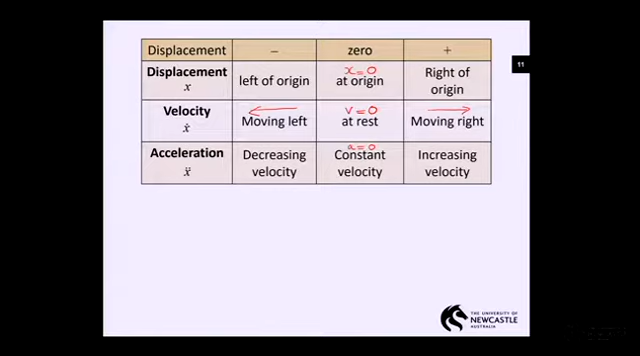 Displacement − zero +
Displacement x left of origin x=0 at origin Right of origin
Velocity ẋ Moving left v=0 at rest Moving right
Acceleration ẍ Decreasing velocity a=0 Constant velocity Increasing velocity
11
THE UNIVERSITY OF
NEWCASTLE
AUSTRALIA